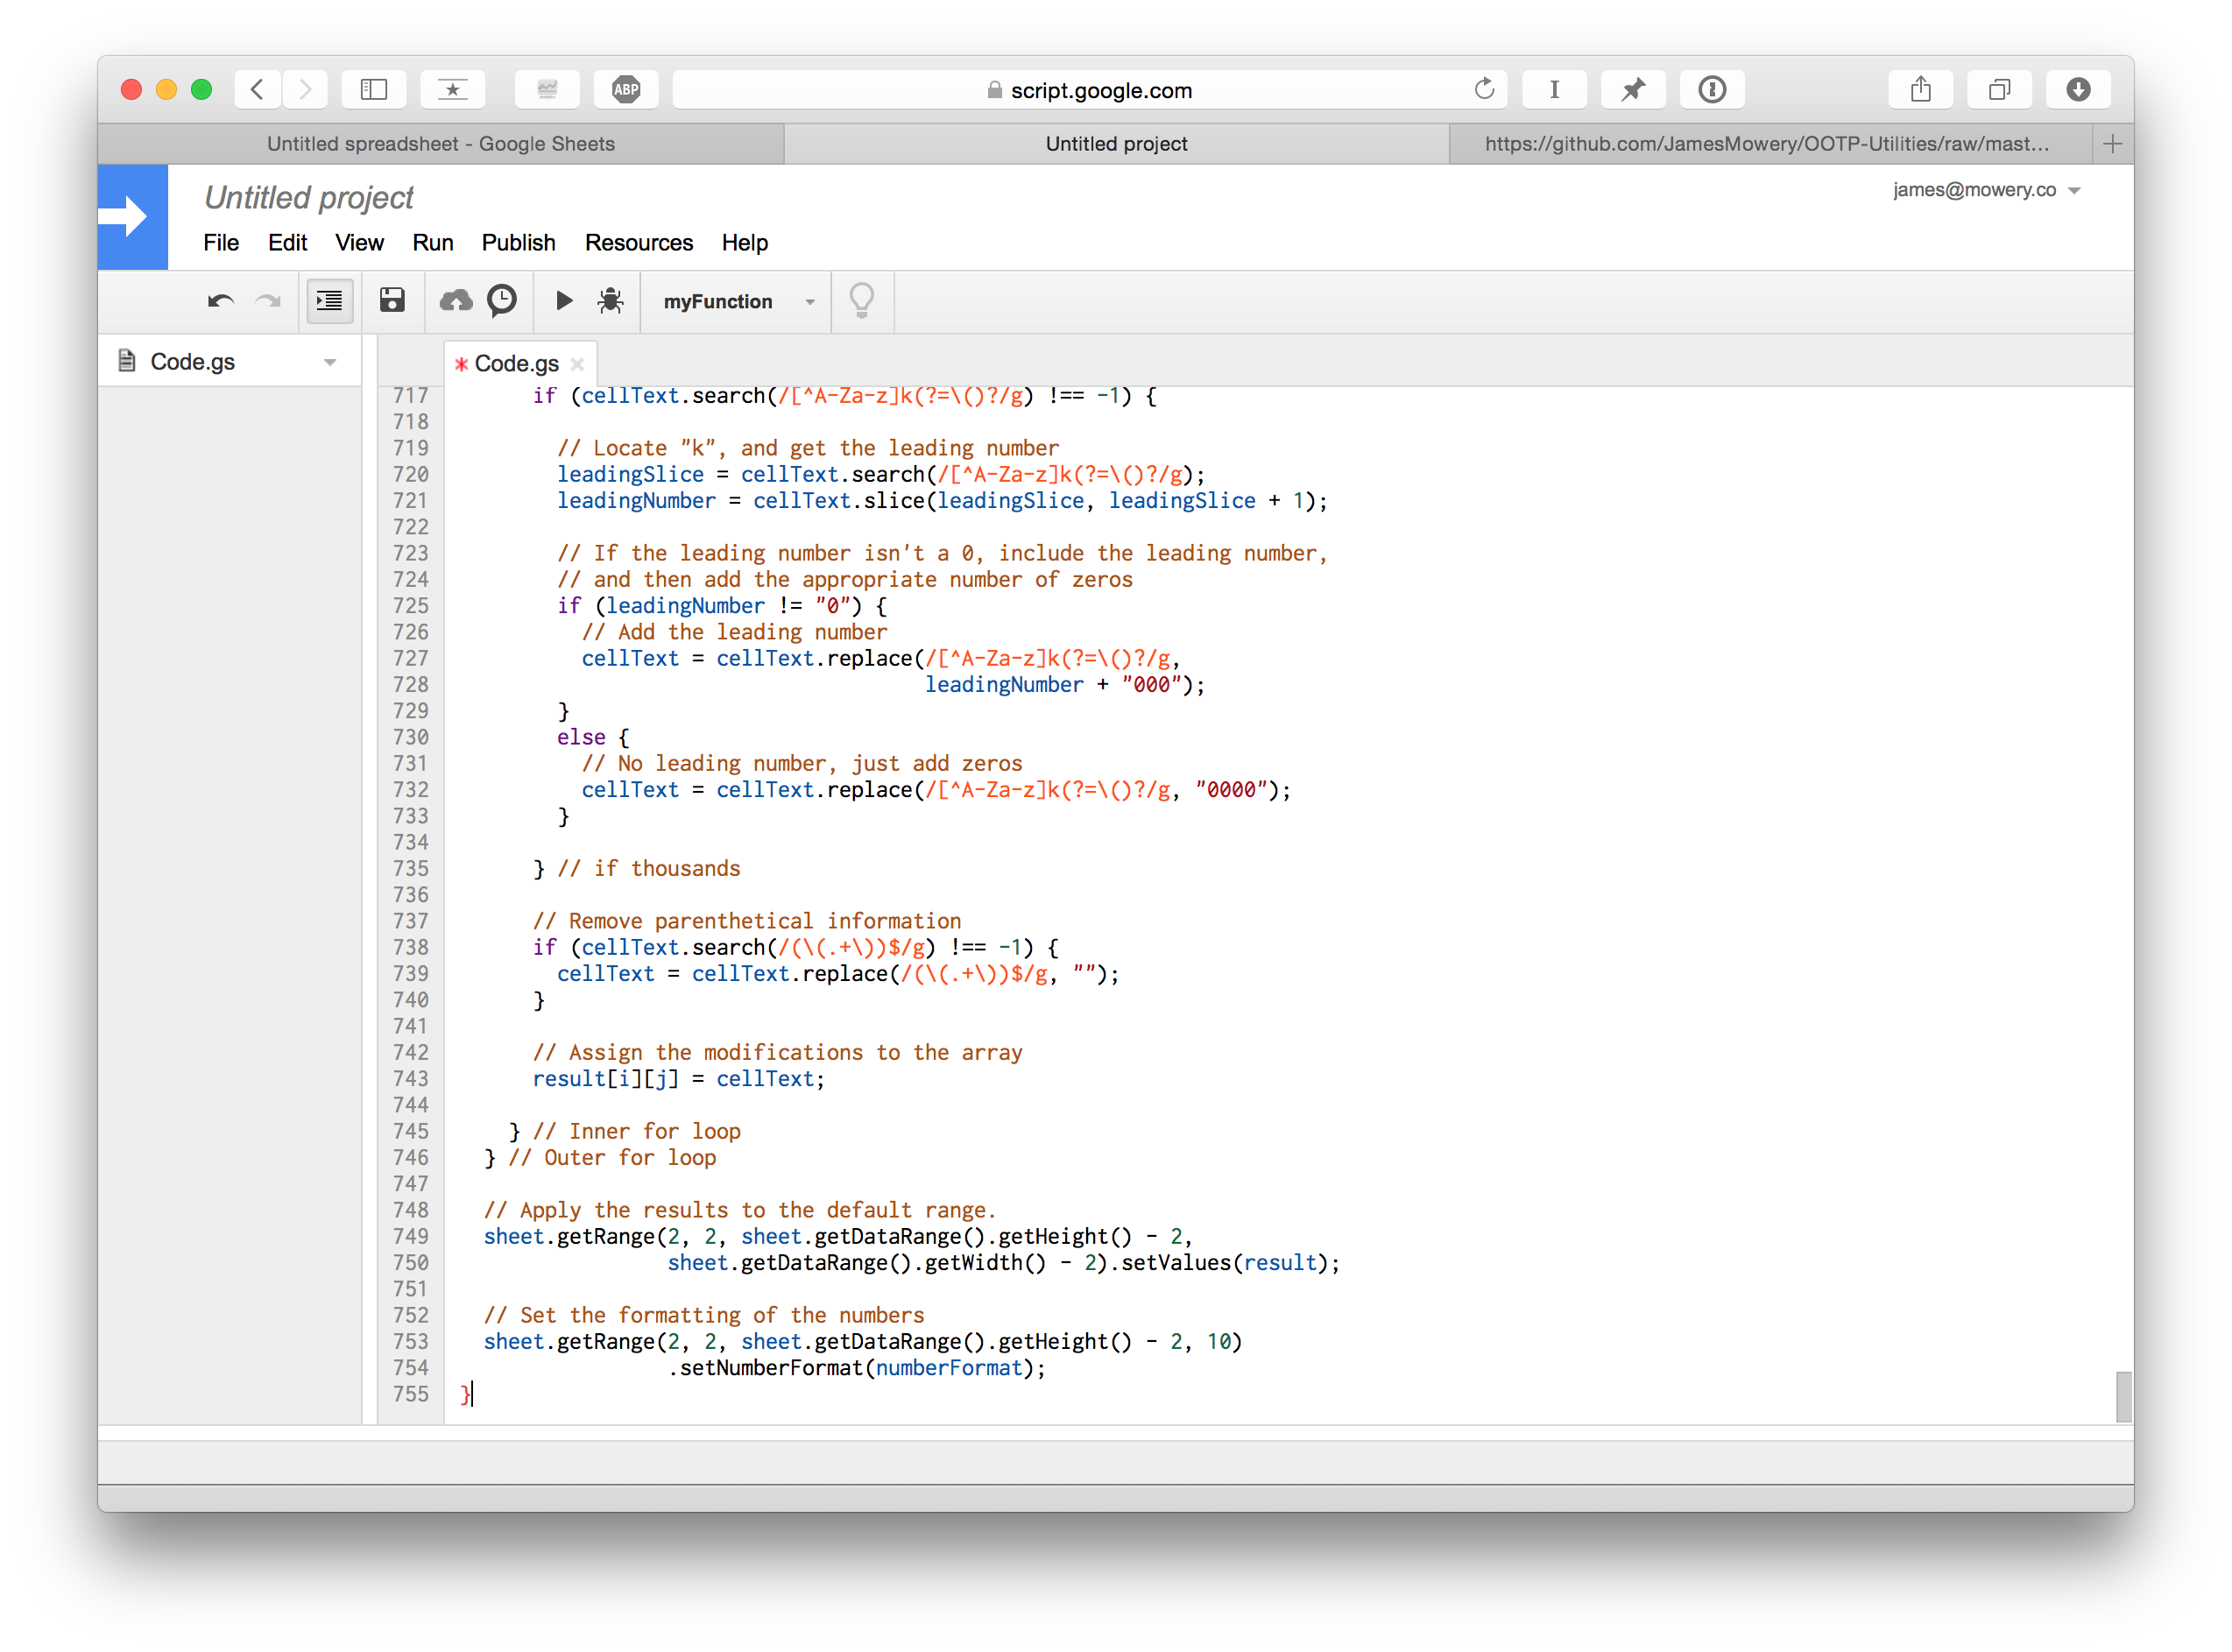 ABP
script.google.com
Untitled spreadsheet - Google Sheets
Untitled project
https://github.com/JamesMowery/OOTP-Utilities/raw/mast...
Untitled project
james@mowery.co
File Edit View Run Publish Resources Help
myFunction
Code.gs
* Code.gs
717 if (cellText.search(/[^A-Za-z]k(?=\()?/g) !== -1) {
718
719 // Locate "k", and get the leading number
720 leadingSlice = cellText.search(/[^A-Za-z]k(?=\()?/g);
721 leadingNumber = cellText.slice(leadingSlice, leadingSlice + 1);
722
723 // If the leading number isn't a 0, include the leading number,
724 // and then add the appropriate number of zeros
725 if (leadingNumber != "0") {
726 // Add the leading number
727 cellText = cellText.replace(/[^A-Za-z]k(?=\()?/g,
728 leadingNumber + "000");
729 }
730 else {
731 // No leading number, just add zeros
732 cellText = cellText.replace(/[^A-Za-z]k(?=\()?/g, "0000");
733 }
734
735 } // if thousands
736
737 // Remove parenthetical information
738 if (cellText.search(/(\(.+\))$/g) !== -1) {
739 cellText = cellText.replace(/(\(.+\))$/g, "");
740 }
741
742 // Assign the modifications to the array
743 result[i][j] = cellText;
744
745 } // Inner for loop
746 } // Outer for loop
747
748 // Apply the results to the default range.
749 sheet.getRange(2, 2, sheet.getDataRange().getHeight() - 2,
750 sheet.getDataRange().getWidth() - 2).setValues(result);
751
752 // Set the formatting of the numbers
753 sheet.getRange(2, 2, sheet.getDataRange().getHeight() - 2, 10)
754 .setNumberFormat(numberFormat);
755 }